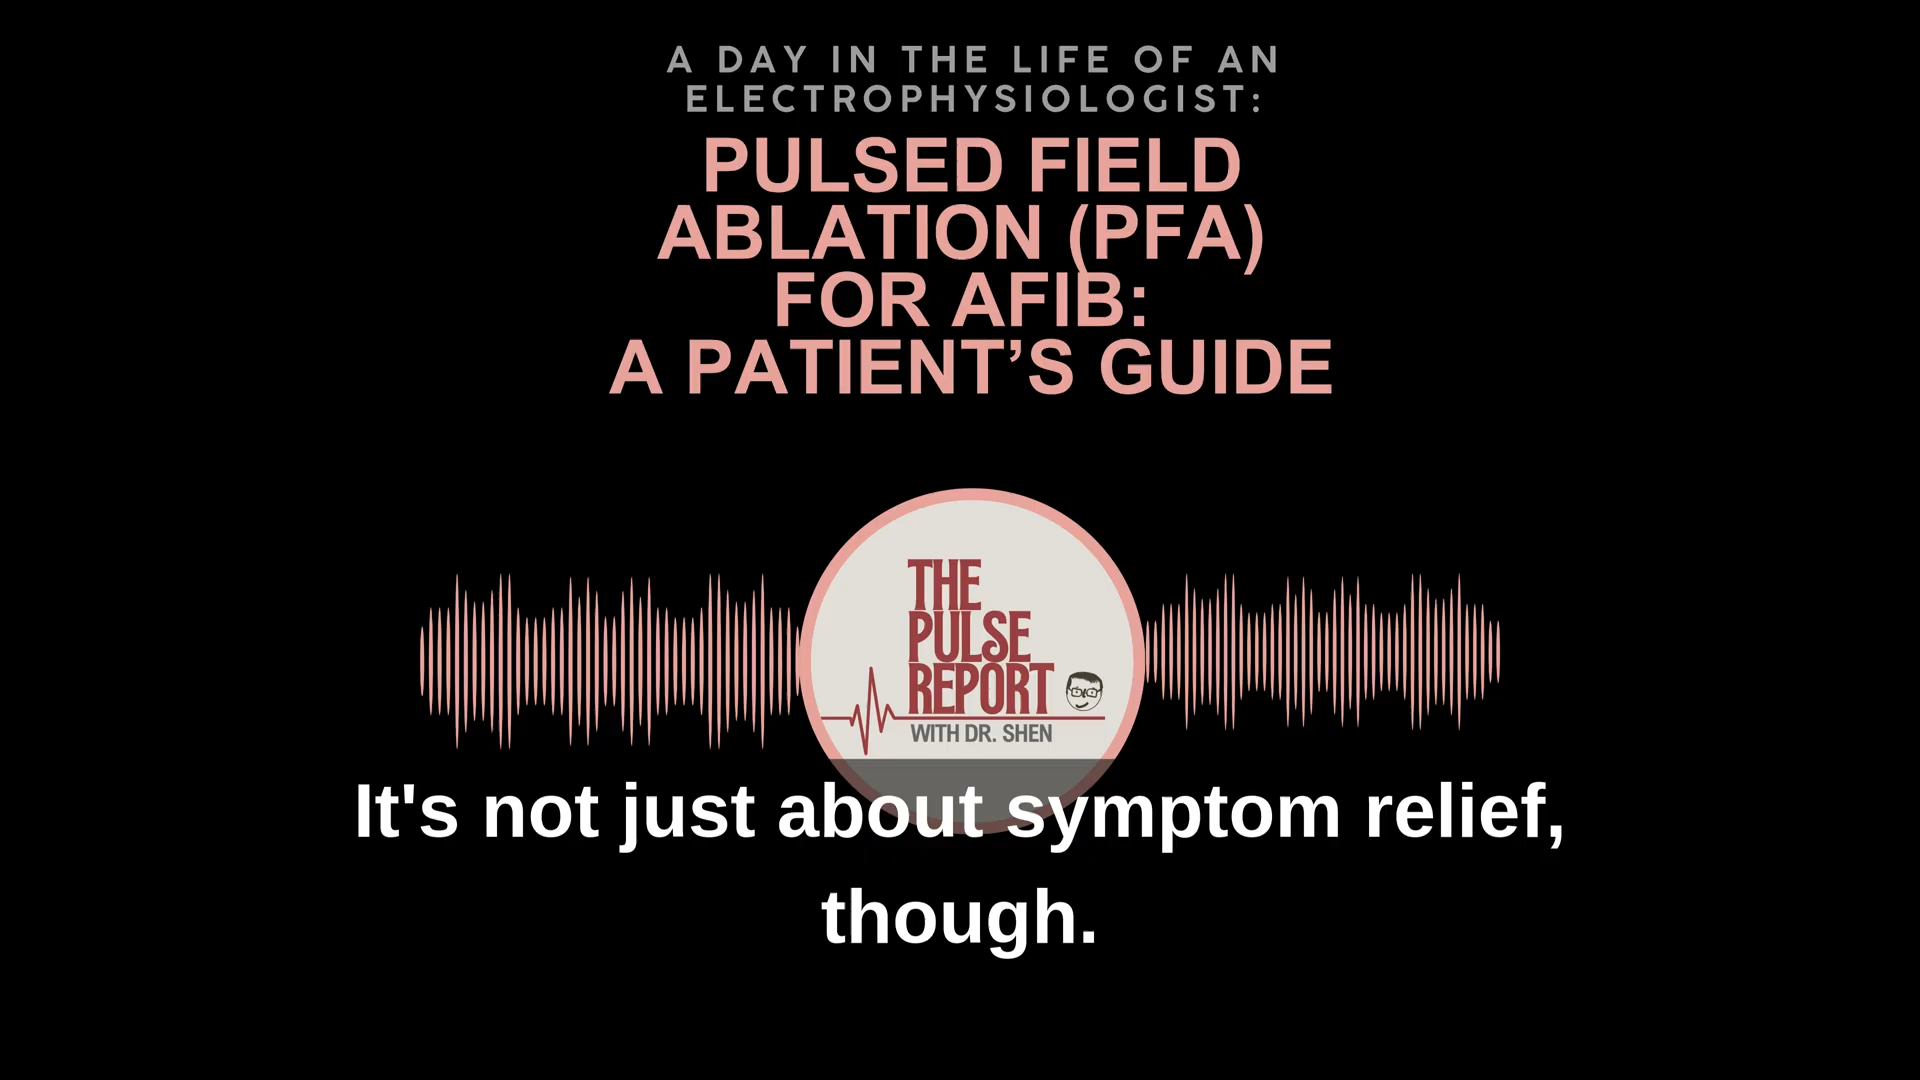 A DAY IN THE LIFE OF AN
ELECTROPHYSIOLOGIST:
PULSED FIELD
ABLATION (PFA)
FOR AFIB:
A PATIENT’S GUIDE
THE
PULSE
REPORT
WITH DR. SHEN
It's not just about symptom relief,
though.